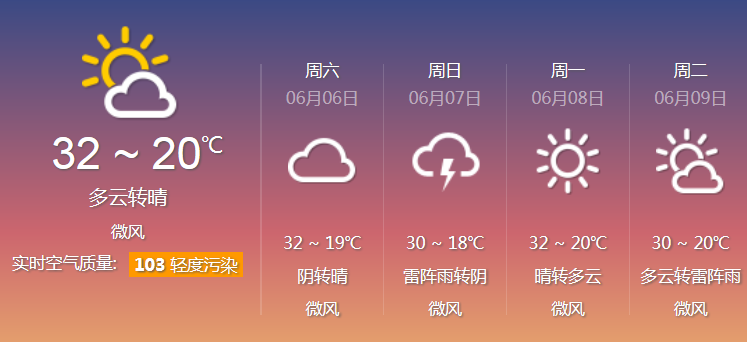 32 ~ 20℃
多云转晴
微风
实时空气质量: 103 轻度污染
周六
06月06日
32 ~ 19℃
阴转晴
微风
周日
06月07日
30 ~ 18℃
雷阵雨转阴
微风
周一
06月08日
32 ~ 20℃
晴转多云
微风
周二
06月09日
30 ~ 20℃
多云转雷阵雨
微风